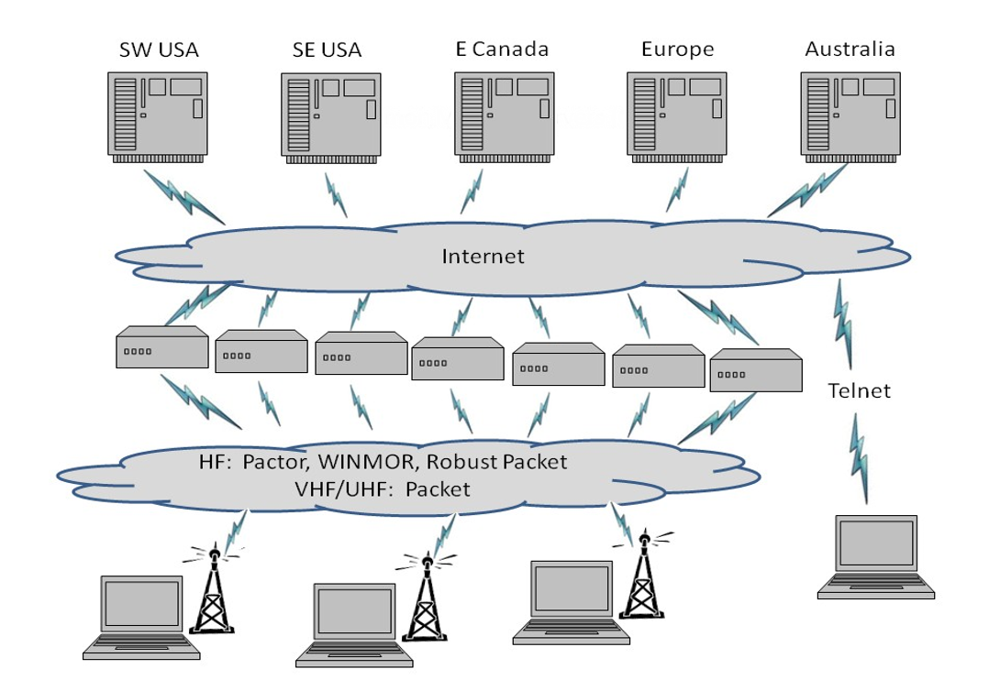 SW USA
SE USA
E Canada
Europe
Australia
Internet
Telnet
HF: Pactor, WINMOR, Robust Packet
VHF/UHF: Packet